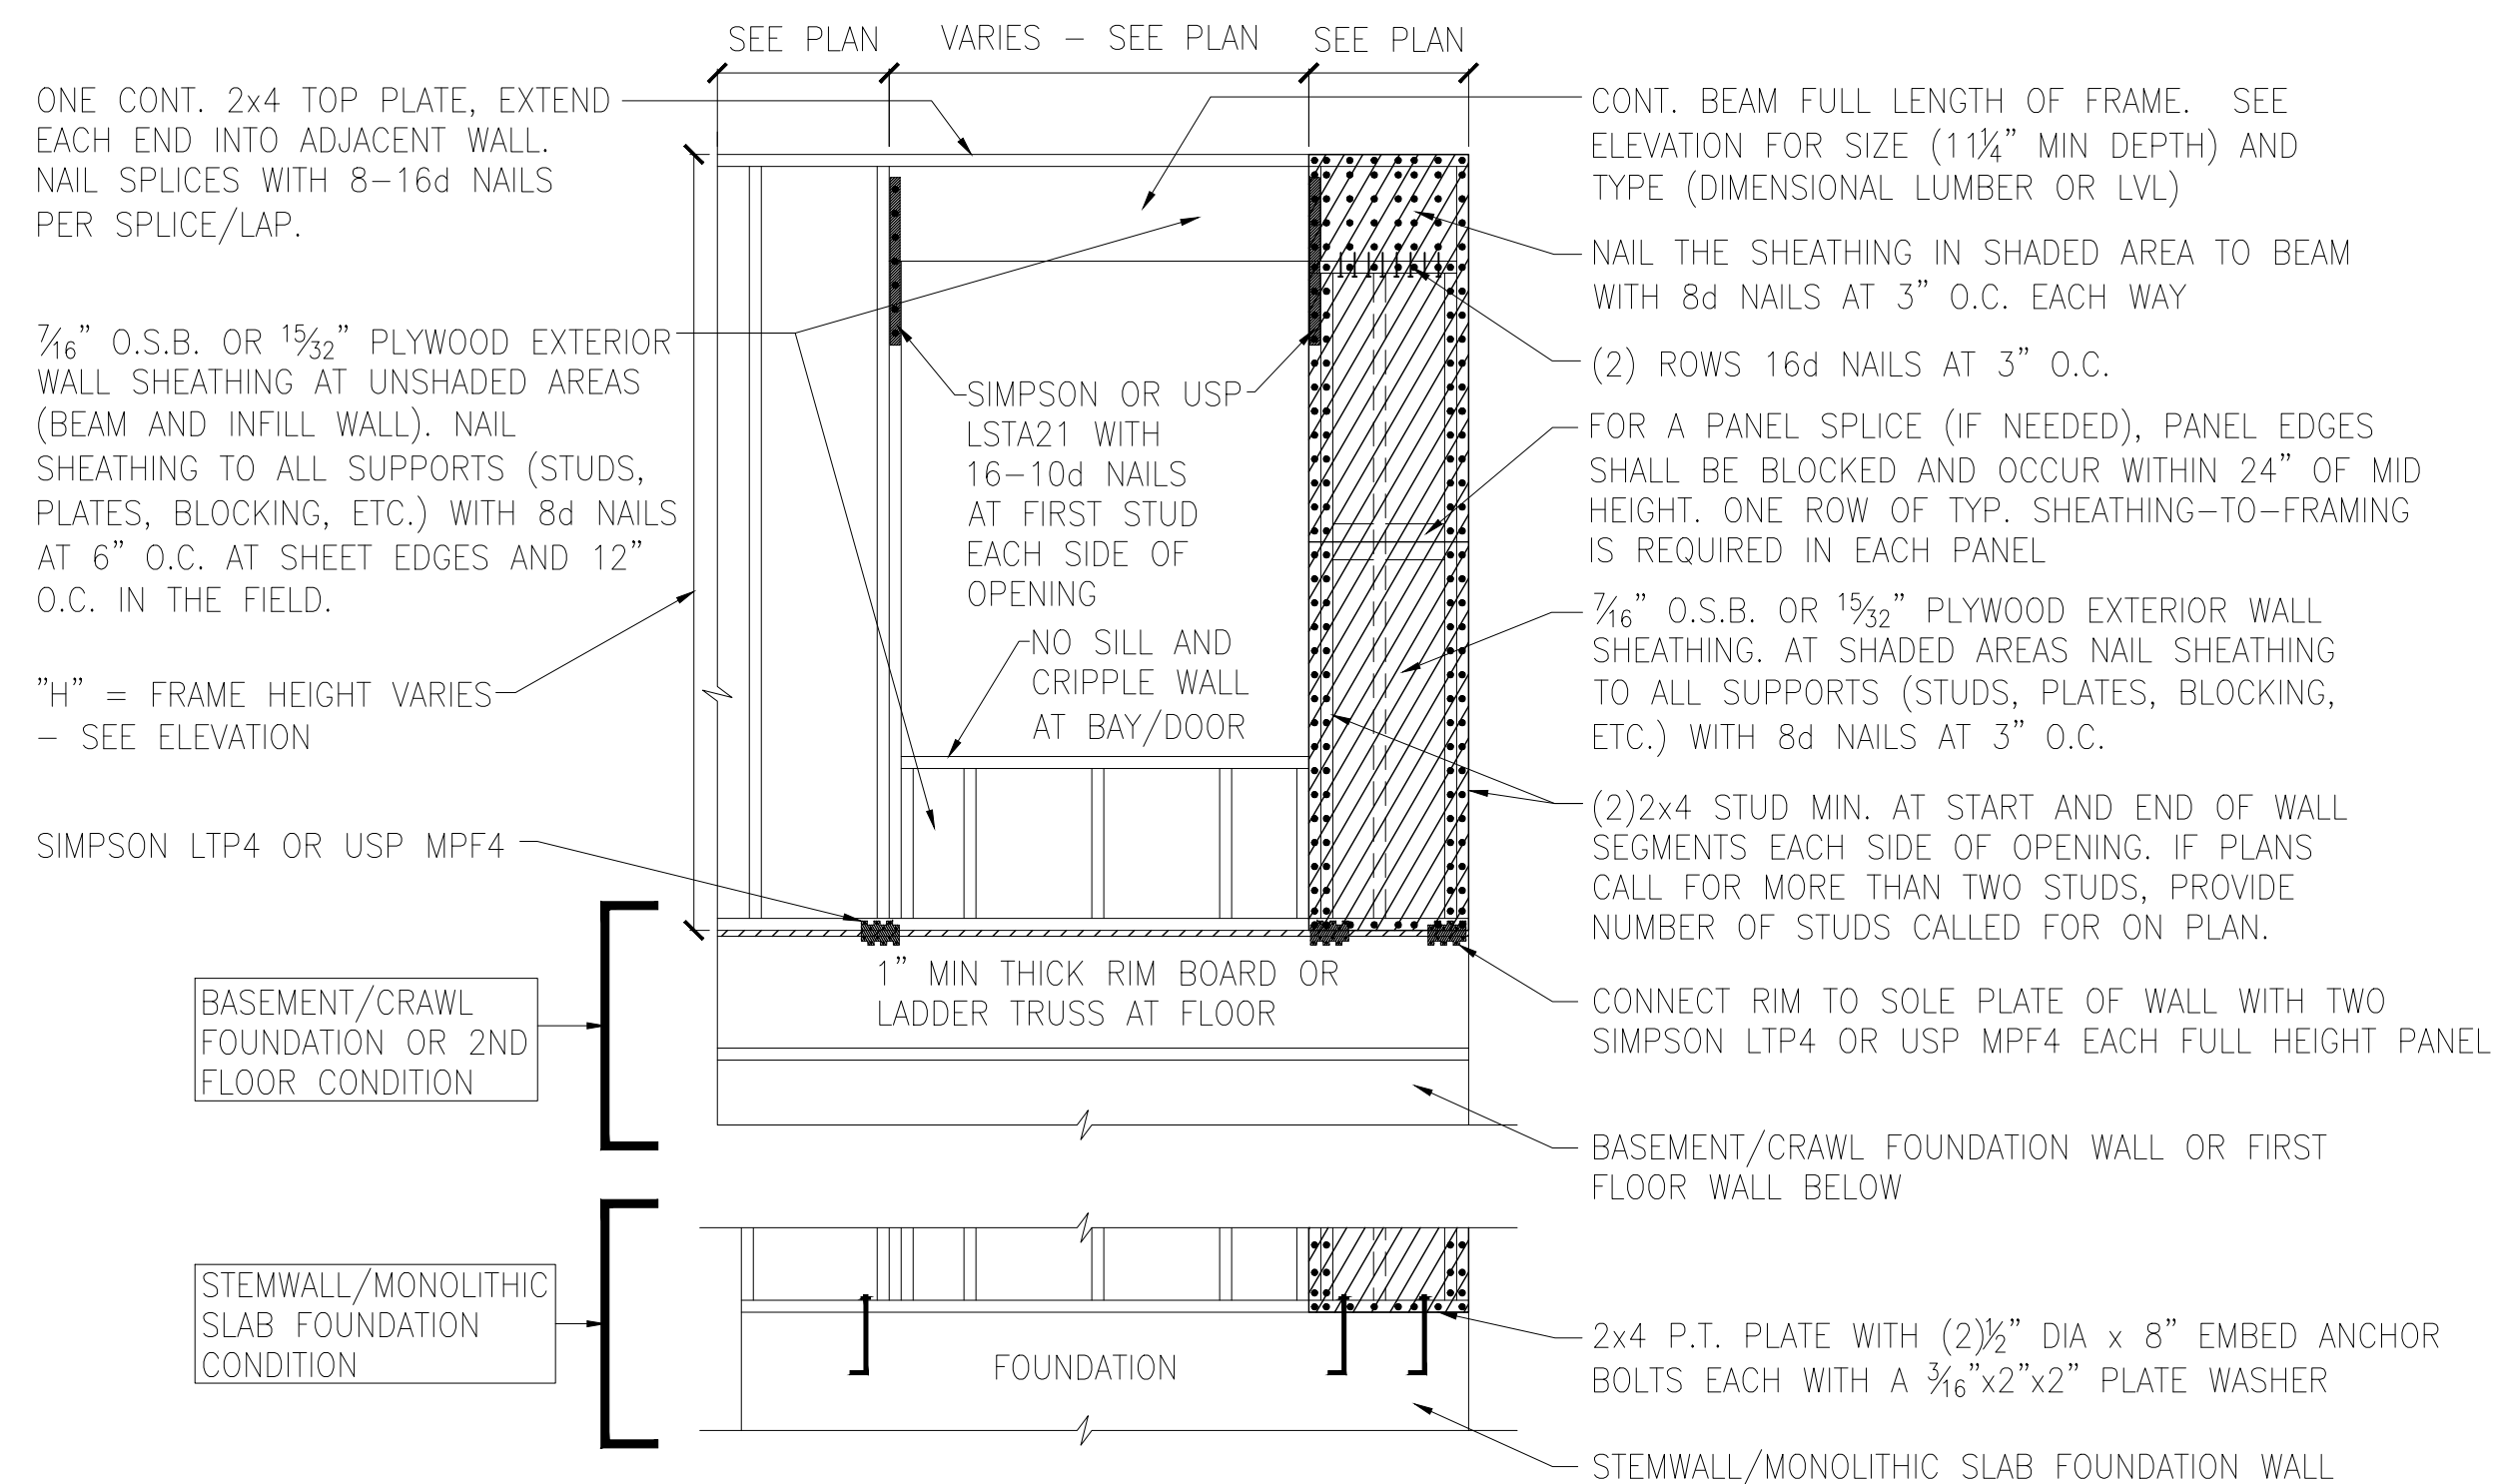 SEE PLAN
VARIES – SEE PLAN
SEE PLAN
ONE CONT. 2x4 TOP PLATE, EXTEND
EACH END INTO ADJACENT WALL.
NAIL SPLICES WITH 8–16d NAILS
PER SPLICE/LAP.
7/16” O.S.B. OR 15/32” PLYWOOD EXTERIOR
WALL SHEATHING AT UNSHADED AREAS
(BEAM AND INFILL WALL). NAIL
SHEATHING TO ALL SUPPORTS (STUDS,
PLATES, BLOCKING, ETC.) WITH 8d NAILS
AT 6” O.C. AT SHEET EDGES AND 12”
O.C. IN THE FIELD.
”H” = FRAME HEIGHT VARIES
– SEE ELEVATION
SIMPSON LTP4 OR USP MPF4
BASEMENT/CRAWL
FOUNDATION OR 2ND
FLOOR CONDITION
STEMWALL/MONOLITHIC
SLAB FOUNDATION
CONDITION
SIMPSON OR USP
LSTA21 WITH
16–10d NAILS
AT FIRST STUD
EACH SIDE OF
OPENING
NO SILL AND
CRIPPLE WALL
AT BAY/DOOR
1” MIN THICK RIM BOARD OR
LADDER TRUSS AT FLOOR
FOUNDATION
CONT. BEAM FULL LENGTH OF FRAME. SEE
ELEVATION FOR SIZE (11 1/4” MIN DEPTH) AND
TYPE (DIMENSIONAL LUMBER OR LVL)
NAIL THE SHEATHING IN SHADED AREA TO BEAM
WITH 8d NAILS AT 3” O.C. EACH WAY
(2) ROWS 16d NAILS AT 3” O.C.
FOR A PANEL SPLICE (IF NEEDED), PANEL EDGES
SHALL BE BLOCKED AND OCCUR WITHIN 24” OF MID
HEIGHT. ONE ROW OF TYP. SHEATHING–TO–FRAMING
IS REQUIRED IN EACH PANEL
7/16” O.S.B. OR 15/32” PLYWOOD EXTERIOR WALL
SHEATHING. AT SHADED AREAS NAIL SHEATHING
TO ALL SUPPORTS (STUDS, PLATES, BLOCKING,
ETC.) WITH 8d NAILS AT 3” O.C.
(2)2x4 STUD MIN. AT START AND END OF WALL
SEGMENTS EACH SIDE OF OPENING. IF PLANS
CALL FOR MORE THAN TWO STUDS, PROVIDE
NUMBER OF STUDS CALLED FOR ON PLAN.
CONNECT RIM TO SOLE PLATE OF WALL WITH TWO
SIMPSON LTP4 OR USP MPF4 EACH FULL HEIGHT PANEL
BASEMENT/CRAWL FOUNDATION WALL OR FIRST
FLOOR WALL BELOW
2x4 P.T. PLATE WITH (2)1/2” DIA x 8” EMBED ANCHOR
BOLTS EACH WITH A 3/16”x2”x2” PLATE WASHER
STEMWALL/MONOLITHIC SLAB FOUNDATION WALL